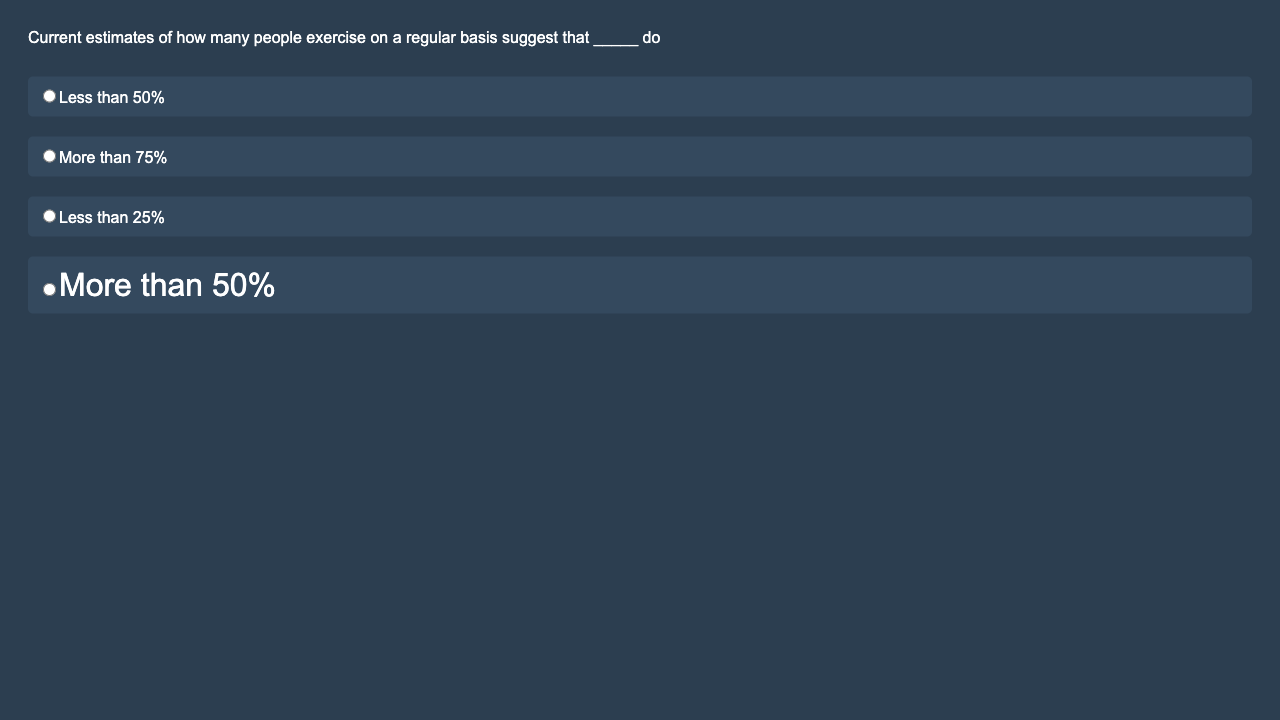 Current estimates of how many people exercise on a regular basis suggest that _____ do
Less than 50%
More than 75%
Less than 25%
More than 50%